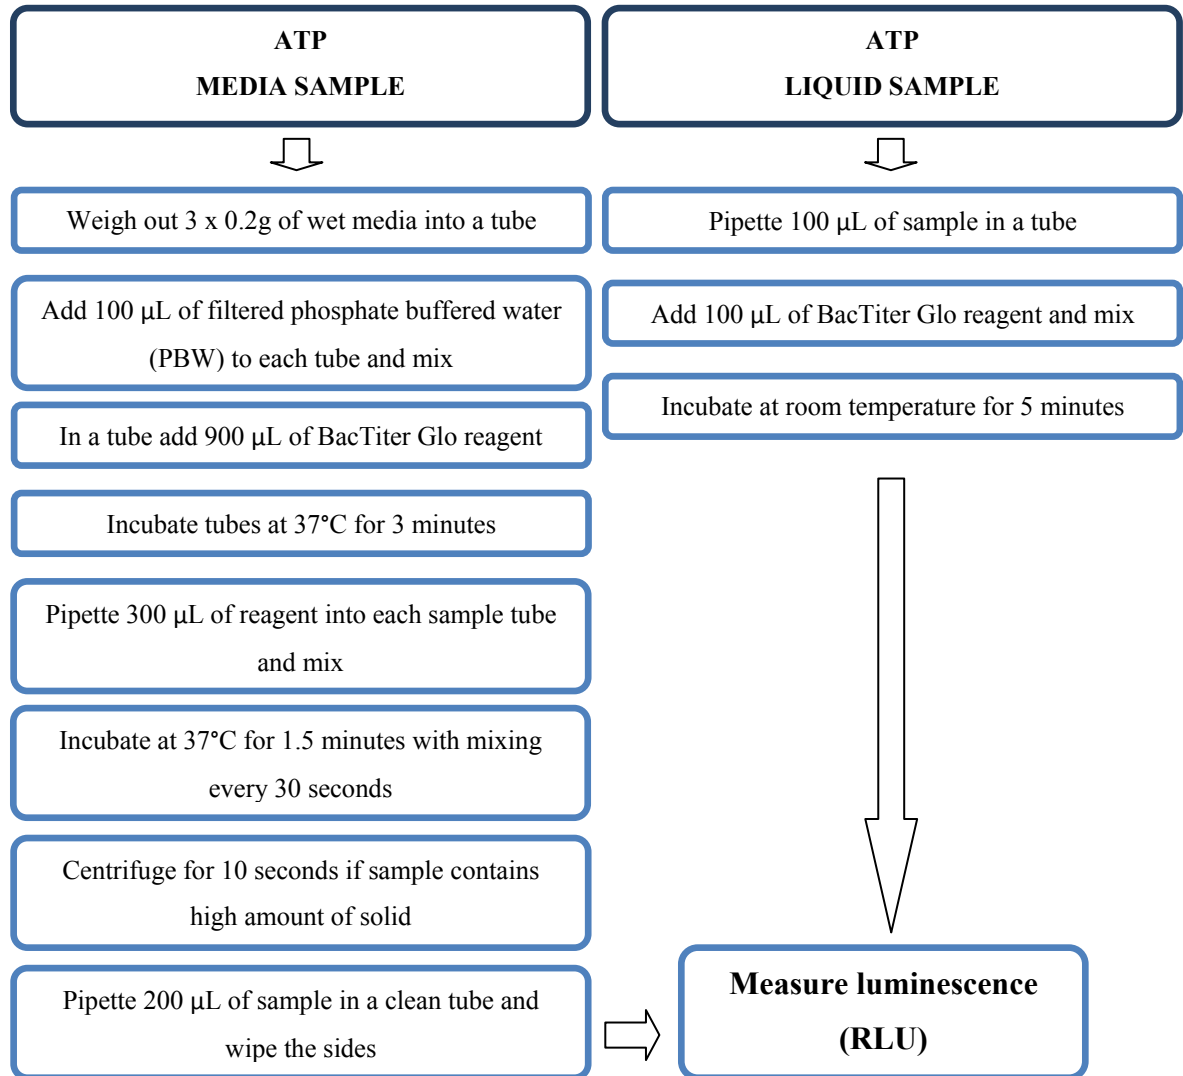 ATP
MEDIA SAMPLE
Weigh out 3 x 0.2g of wet media into a tube
Add 100 µL of filtered phosphate buffered water
(PBW) to each tube and mix
In a tube add 900 µL of BacTiter Glo reagent
Incubate tubes at 37°C for 3 minutes
Pipette 300 µL of reagent into each sample tube
and mix
Incubate at 37°C for 1.5 minutes with mixing
every 30 seconds
Centrifuge for 10 seconds if sample contains
high amount of solid
Pipette 200 µL of sample in a clean tube and
wipe the sides
ATP
LIQUID SAMPLE
Pipette 100 µL of sample in a tube
Add 100 µL of BacTiter Glo reagent and mix
Incubate at room temperature for 5 minutes
Measure luminescence
(RLU)